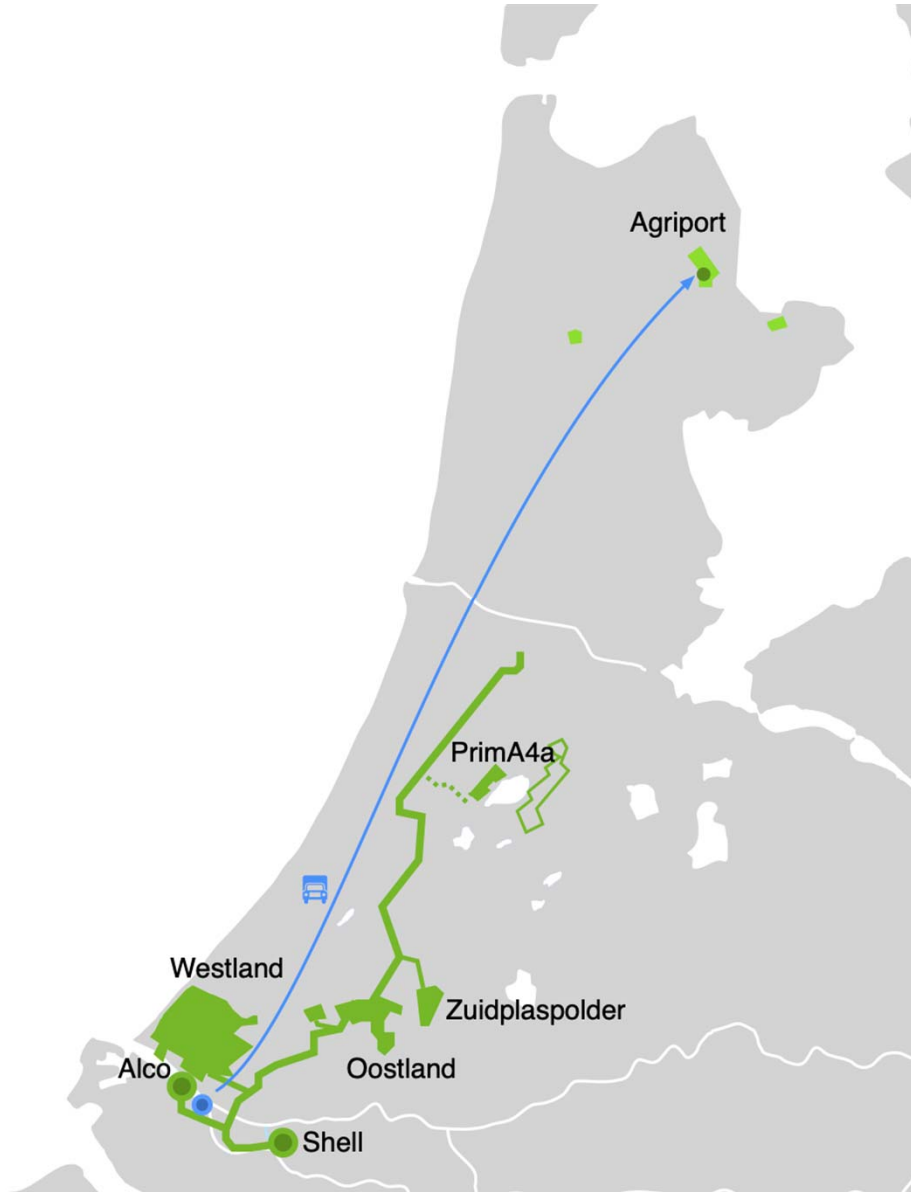 Agriport
PrimA4a
Westland
Zuidplaspolder
Alco
Oostland
Shell